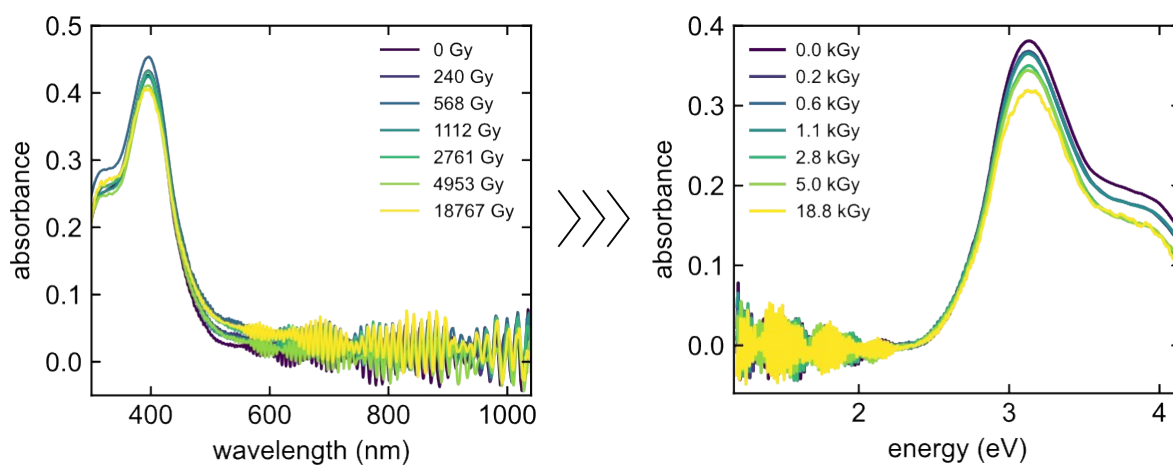 0.5
0.4
0.3
0.2
0.1
0.0
absorbance
400
600
800
1000
wavelength (nm)
0 Gy
240 Gy
568 Gy
1112 Gy
2761 Gy
4953 Gy
18767 Gy
0.4
0.3
0.2
0.1
0.0
absorbance
2
3
4
energy (eV)
0.0 kGy
0.2 kGy
0.6 kGy
1.1 kGy
2.8 kGy
5.0 kGy
18.8 kGy